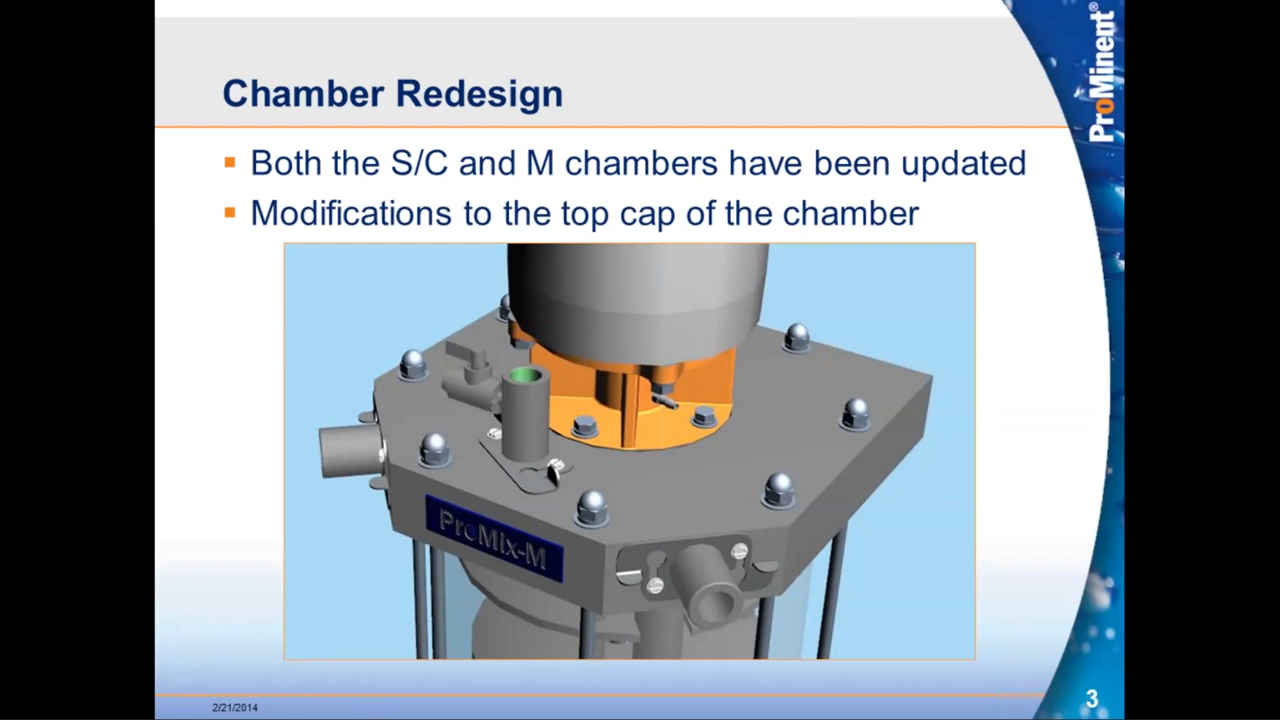 Chamber Redesign
Both the S/C and M chambers have been updated
Modifications to the top cap of the chamber
ProMix-M
ProMinent®
2/21/2014
3